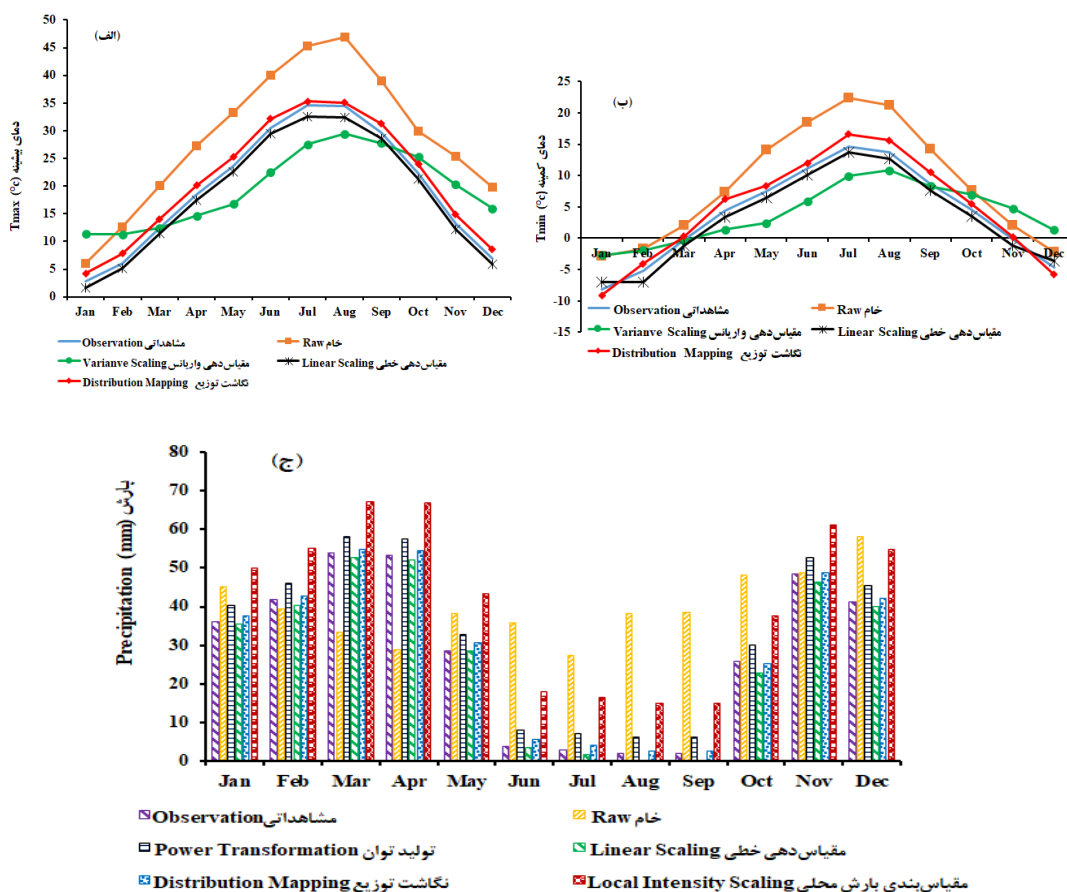 (الف)
دمای بیشینه Tmax (°c)
50
45
40
35
30
25
20
15
10
5
0
Jan Feb Mar Apr May Jun Jul Aug Sep Oct Nov Dec
Observation مشاهداتی
Raw خام
Varianve Scaling مقیاس‌دهی واریانس
Linear Scaling مقیاس‌دهی خطی
Distribution Mapping نگاشت توزیع
(ب)
دمای کمینه Tmin (°c)
25
20
15
10
5
0
-5
-10
-15
Jan Feb Mar Apr May Jun Jul Aug Sep Oct Nov Dec
Observation مشاهداتی
Raw خام
Varianve Scaling مقیاس‌دهی واریانس
Linear Scaling مقیاس‌دهی خطی
Distribution Mapping نگاشت توزیع
(ج)
Precipitation (mm) بارش
80
70
60
50
40
30
20
10
0
Jan Feb Mar Apr May Jun Jul Aug Sep Oct Nov Dec
Observation مشاهداتی
Raw خام
Power Transformation تولید توان
Linear Scaling مقیاس‌دهی خطی
Distribution Mapping نگاشت توزیع
Local Intensity Scaling مقیاس‌بندی بارش محلی